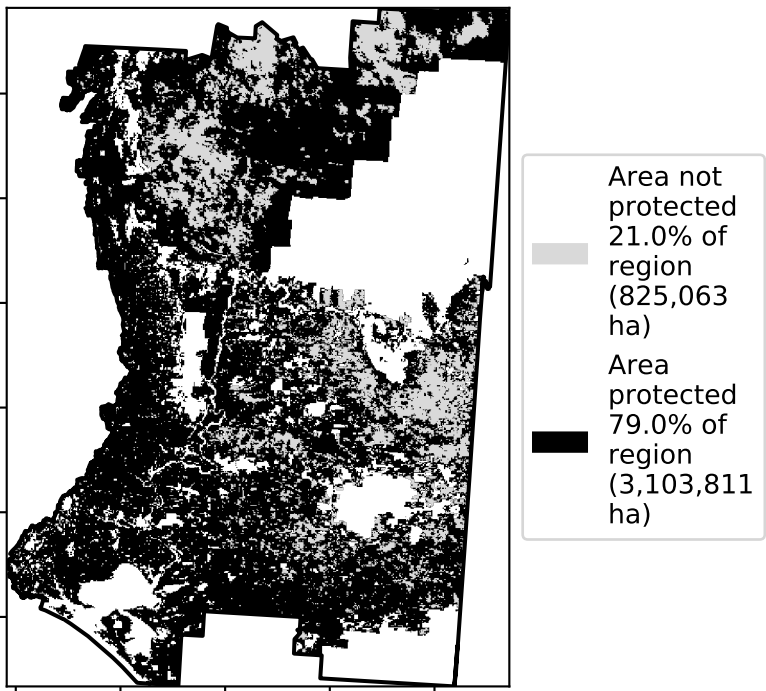 Area not
protected
21.0% of
region
(825,063
ha)
Area
protected
79.0% of
region
(3,103,811
ha)